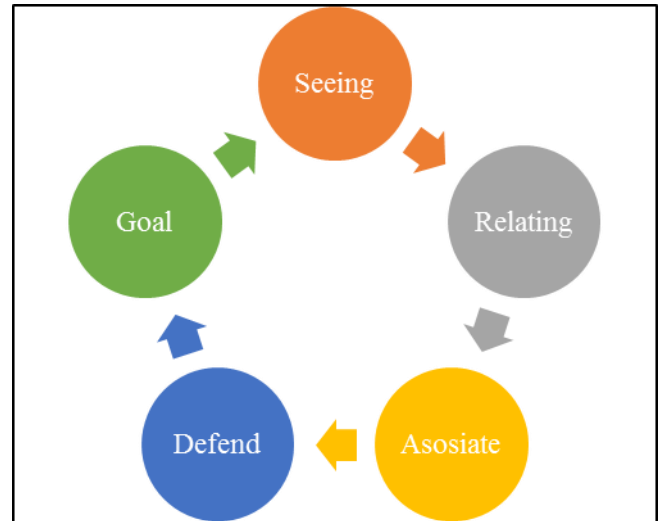 Seeing
Relating
Asosiate
Defend
Goal